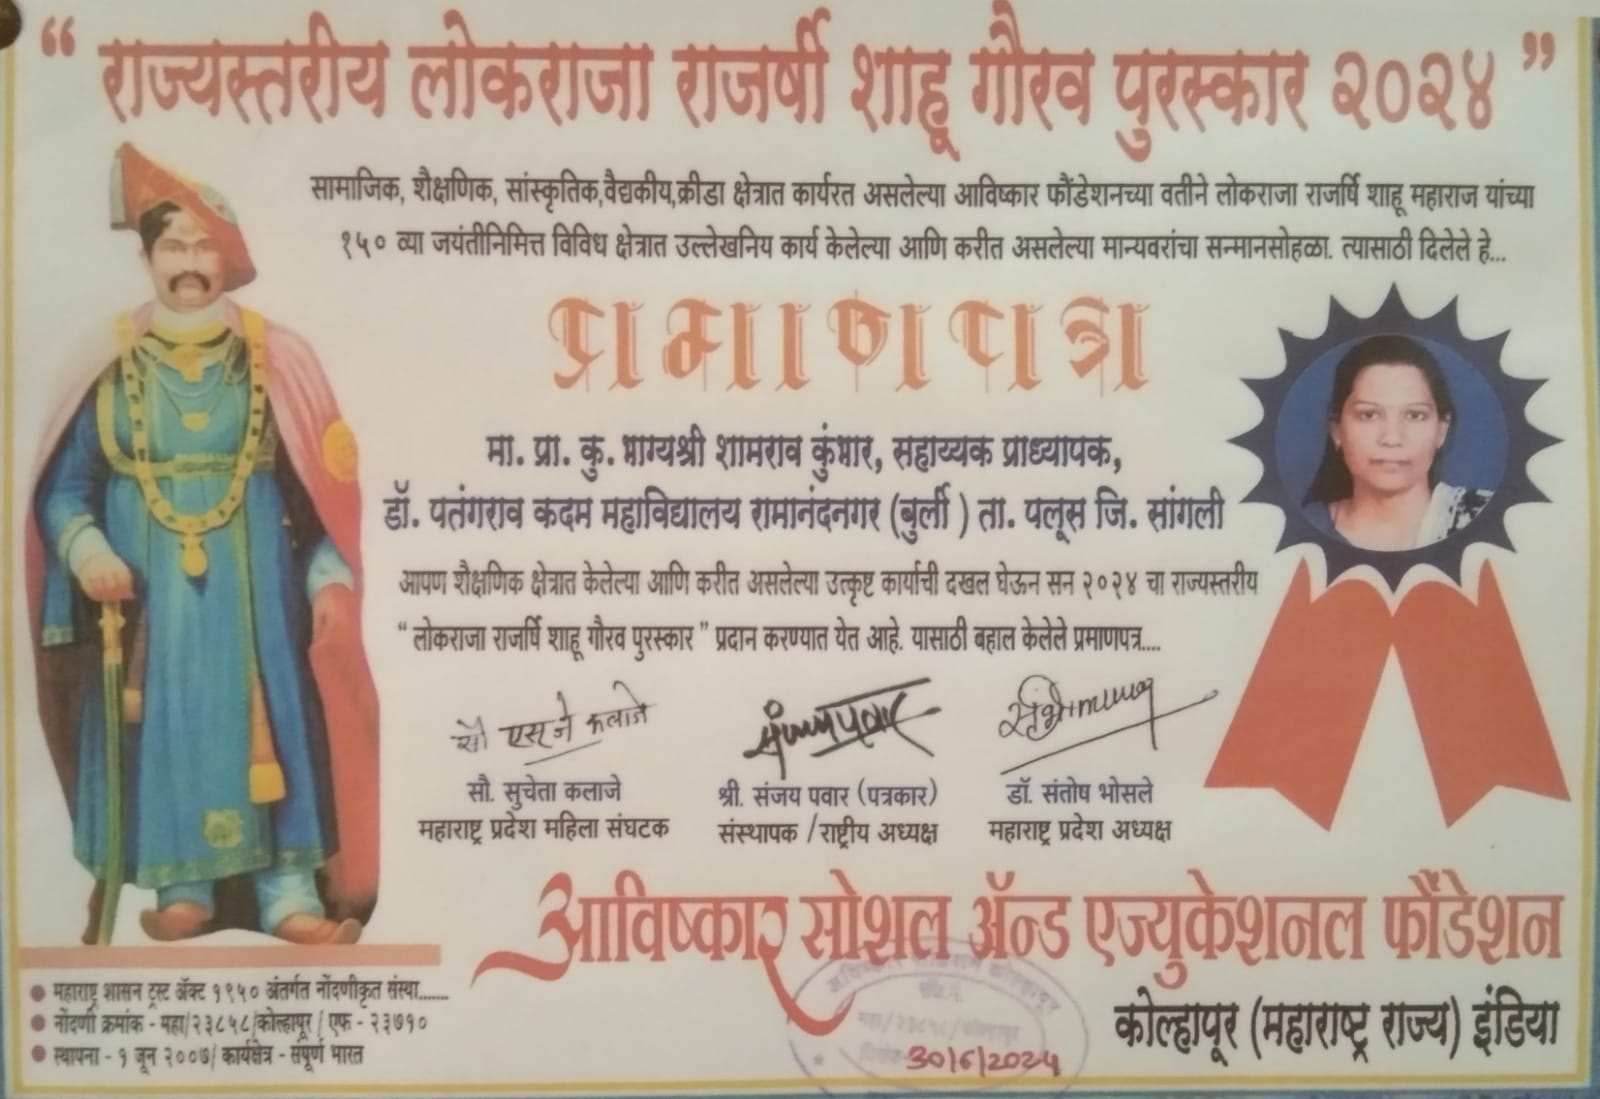 “ राज्यस्तरीय लोकराजा राजर्षी शाहू गौरव पुरस्कार २०२४ ”
सामाजिक, शैक्षणिक, सांस्कृतिक,वैद्यकीय,क्रीडा क्षेत्रात कार्यरत असलेल्या आविष्कार फौंडेशनच्या वतीने लोकराजा राजर्षि शाहू महाराज यांच्या
१५० व्या जयंतीनिमित्त विविध क्षेत्रात उल्लेखनिय कार्य केलेल्या आणि करीत असलेल्या मान्यवरांचा सन्मानसोहळा. त्यासाठी दिलेले हे...
प्रमाणपत्र
मा. प्रा. कु. भाग्यश्री शामराव कुंभार, सहाय्यक प्राध्यापक,
डॉ. पतंगराव कदम महाविद्यालय रामानंदनगर (बुर्ली ) ता. पलूस जि. सांगली
आपण शैक्षणिक क्षेत्रात केलेल्या आणि करीत असलेल्या उत्कृष्ट कार्याची दखल घेऊन सन २०२४ चा राज्यस्तरीय
“ लोकराजा राजर्षि शाहू गौरव पुरस्कार ” प्रदान करण्यात येत आहे. यासाठी बहाल केलेले प्रमाणपत्र....
सौ एस् जे कलाजे
सौ. सुचेता कलाजे
महाराष्ट्र प्रदेश महिला संघटक
श्री. संजय पवार (पत्रकार)
संस्थापक / राष्ट्रीय अध्यक्ष
डॉ. संतोष भोसले
महाराष्ट्र प्रदेश अध्यक्ष
आविष्कार सोशल ॲन्ड एज्युकेशनल फौंडेशन
कोल्हापूर (महाराष्ट्र राज्य) इंडिया
महाराष्ट्र शासन ट्रस्ट ॲक्ट १९५० अंतर्गत नोंदणीकृत संस्था.......
नोंदणी क्रमांक - महा/२३८५८/कोल्हापूर / एफ - २३७१०
स्थापना - १ जून २००७/ कार्यक्षेत्र - संपूर्ण भारत
30/6/2024